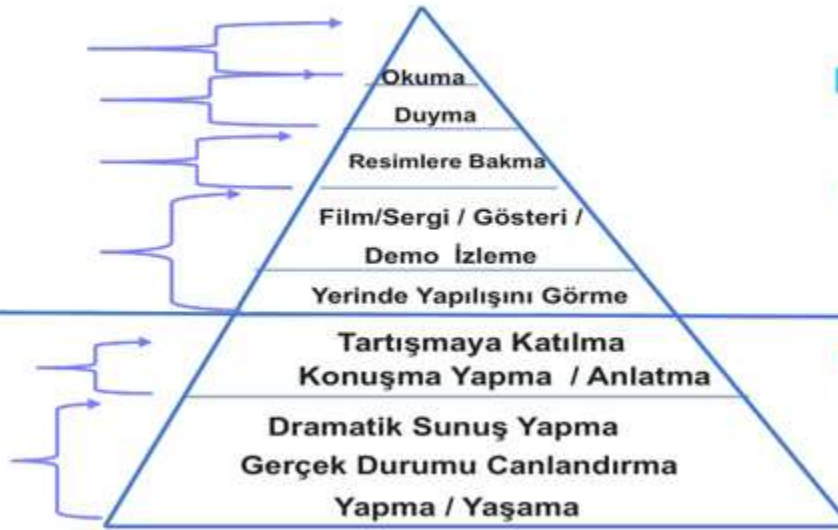 Okuma
Duyma
Resimlere Bakma
Film/Sergi / Gösteri /
Demo İzleme
Yerinde Yapılışını Görme
Tartışmaya Katılma
Konuşma Yapma / Anlatma
Dramatik Sunuş Yapma
Gerçek Durumu Canlandırma
Yapma / Yaşama